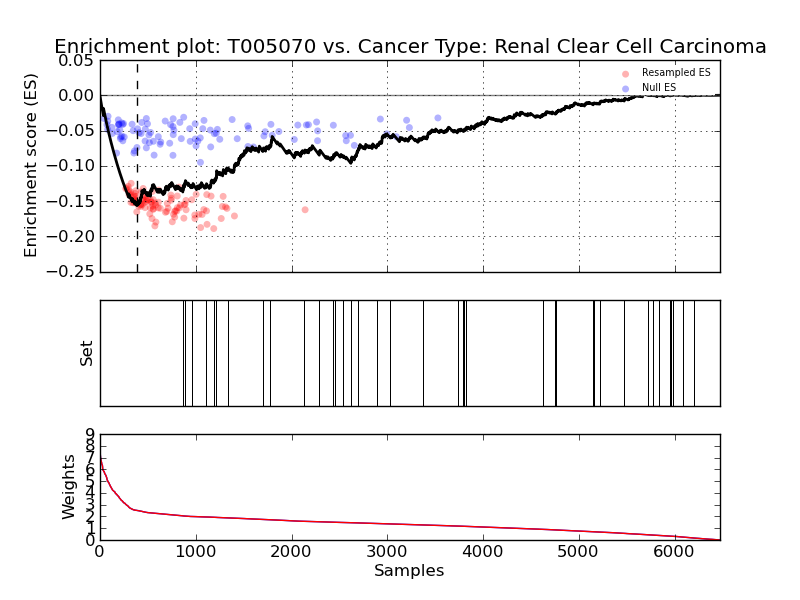 Enrichment plot: T005070 vs. Cancer Type: Renal Clear Cell Carcinoma
Enrichment score (ES)
0.05
0.00
−0.05
−0.10
−0.15
−0.20
−0.25
Resampled ES
Null ES
Set
Weights
9
8
7
6
5
4
3
2
1
0
0 1000 2000 3000 4000 5000 6000
Samples